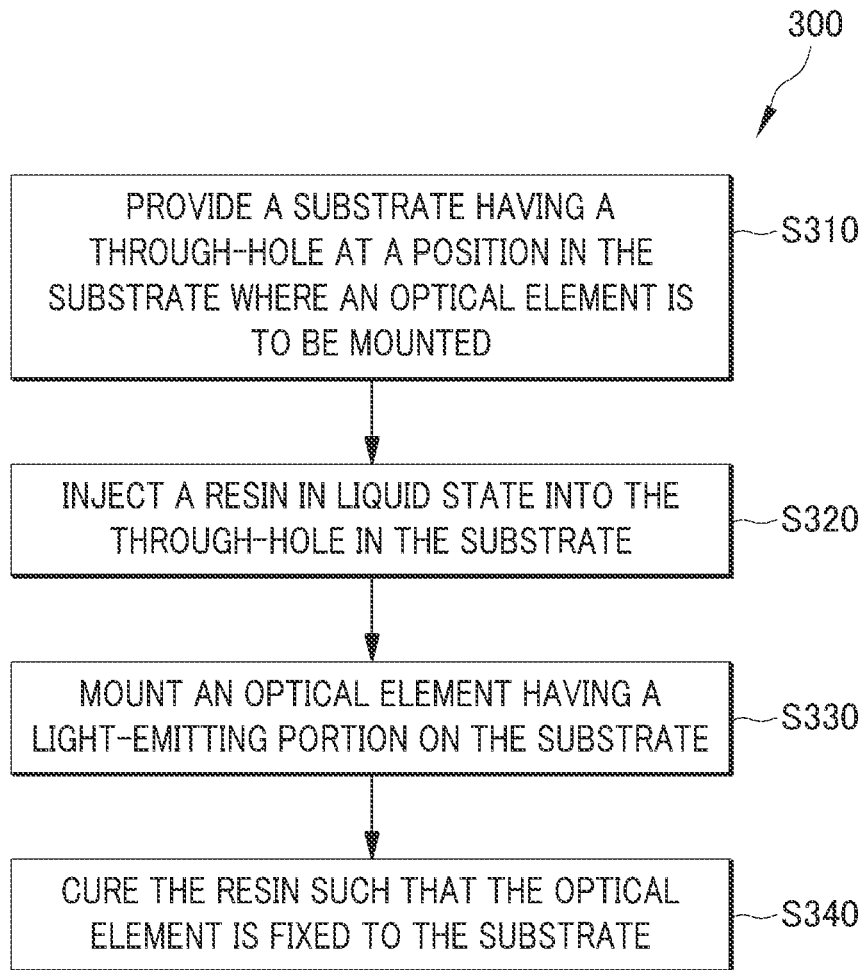 300
PROVIDE A SUBSTRATE HAVING A
THROUGH-HOLE AT A POSITION IN THE
SUBSTRATE WHERE AN OPTICAL ELEMENT IS
TO BE MOUNTED
S310
INJECT A RESIN IN LIQUID STATE INTO THE
THROUGH-HOLE IN THE SUBSTRATE
S320
MOUNT AN OPTICAL ELEMENT HAVING A
LIGHT-EMITTING PORTION ON THE SUBSTRATE
S330
CURE THE RESIN SUCH THAT THE OPTICAL
ELEMENT IS FIXED TO THE SUBSTRATE
S340